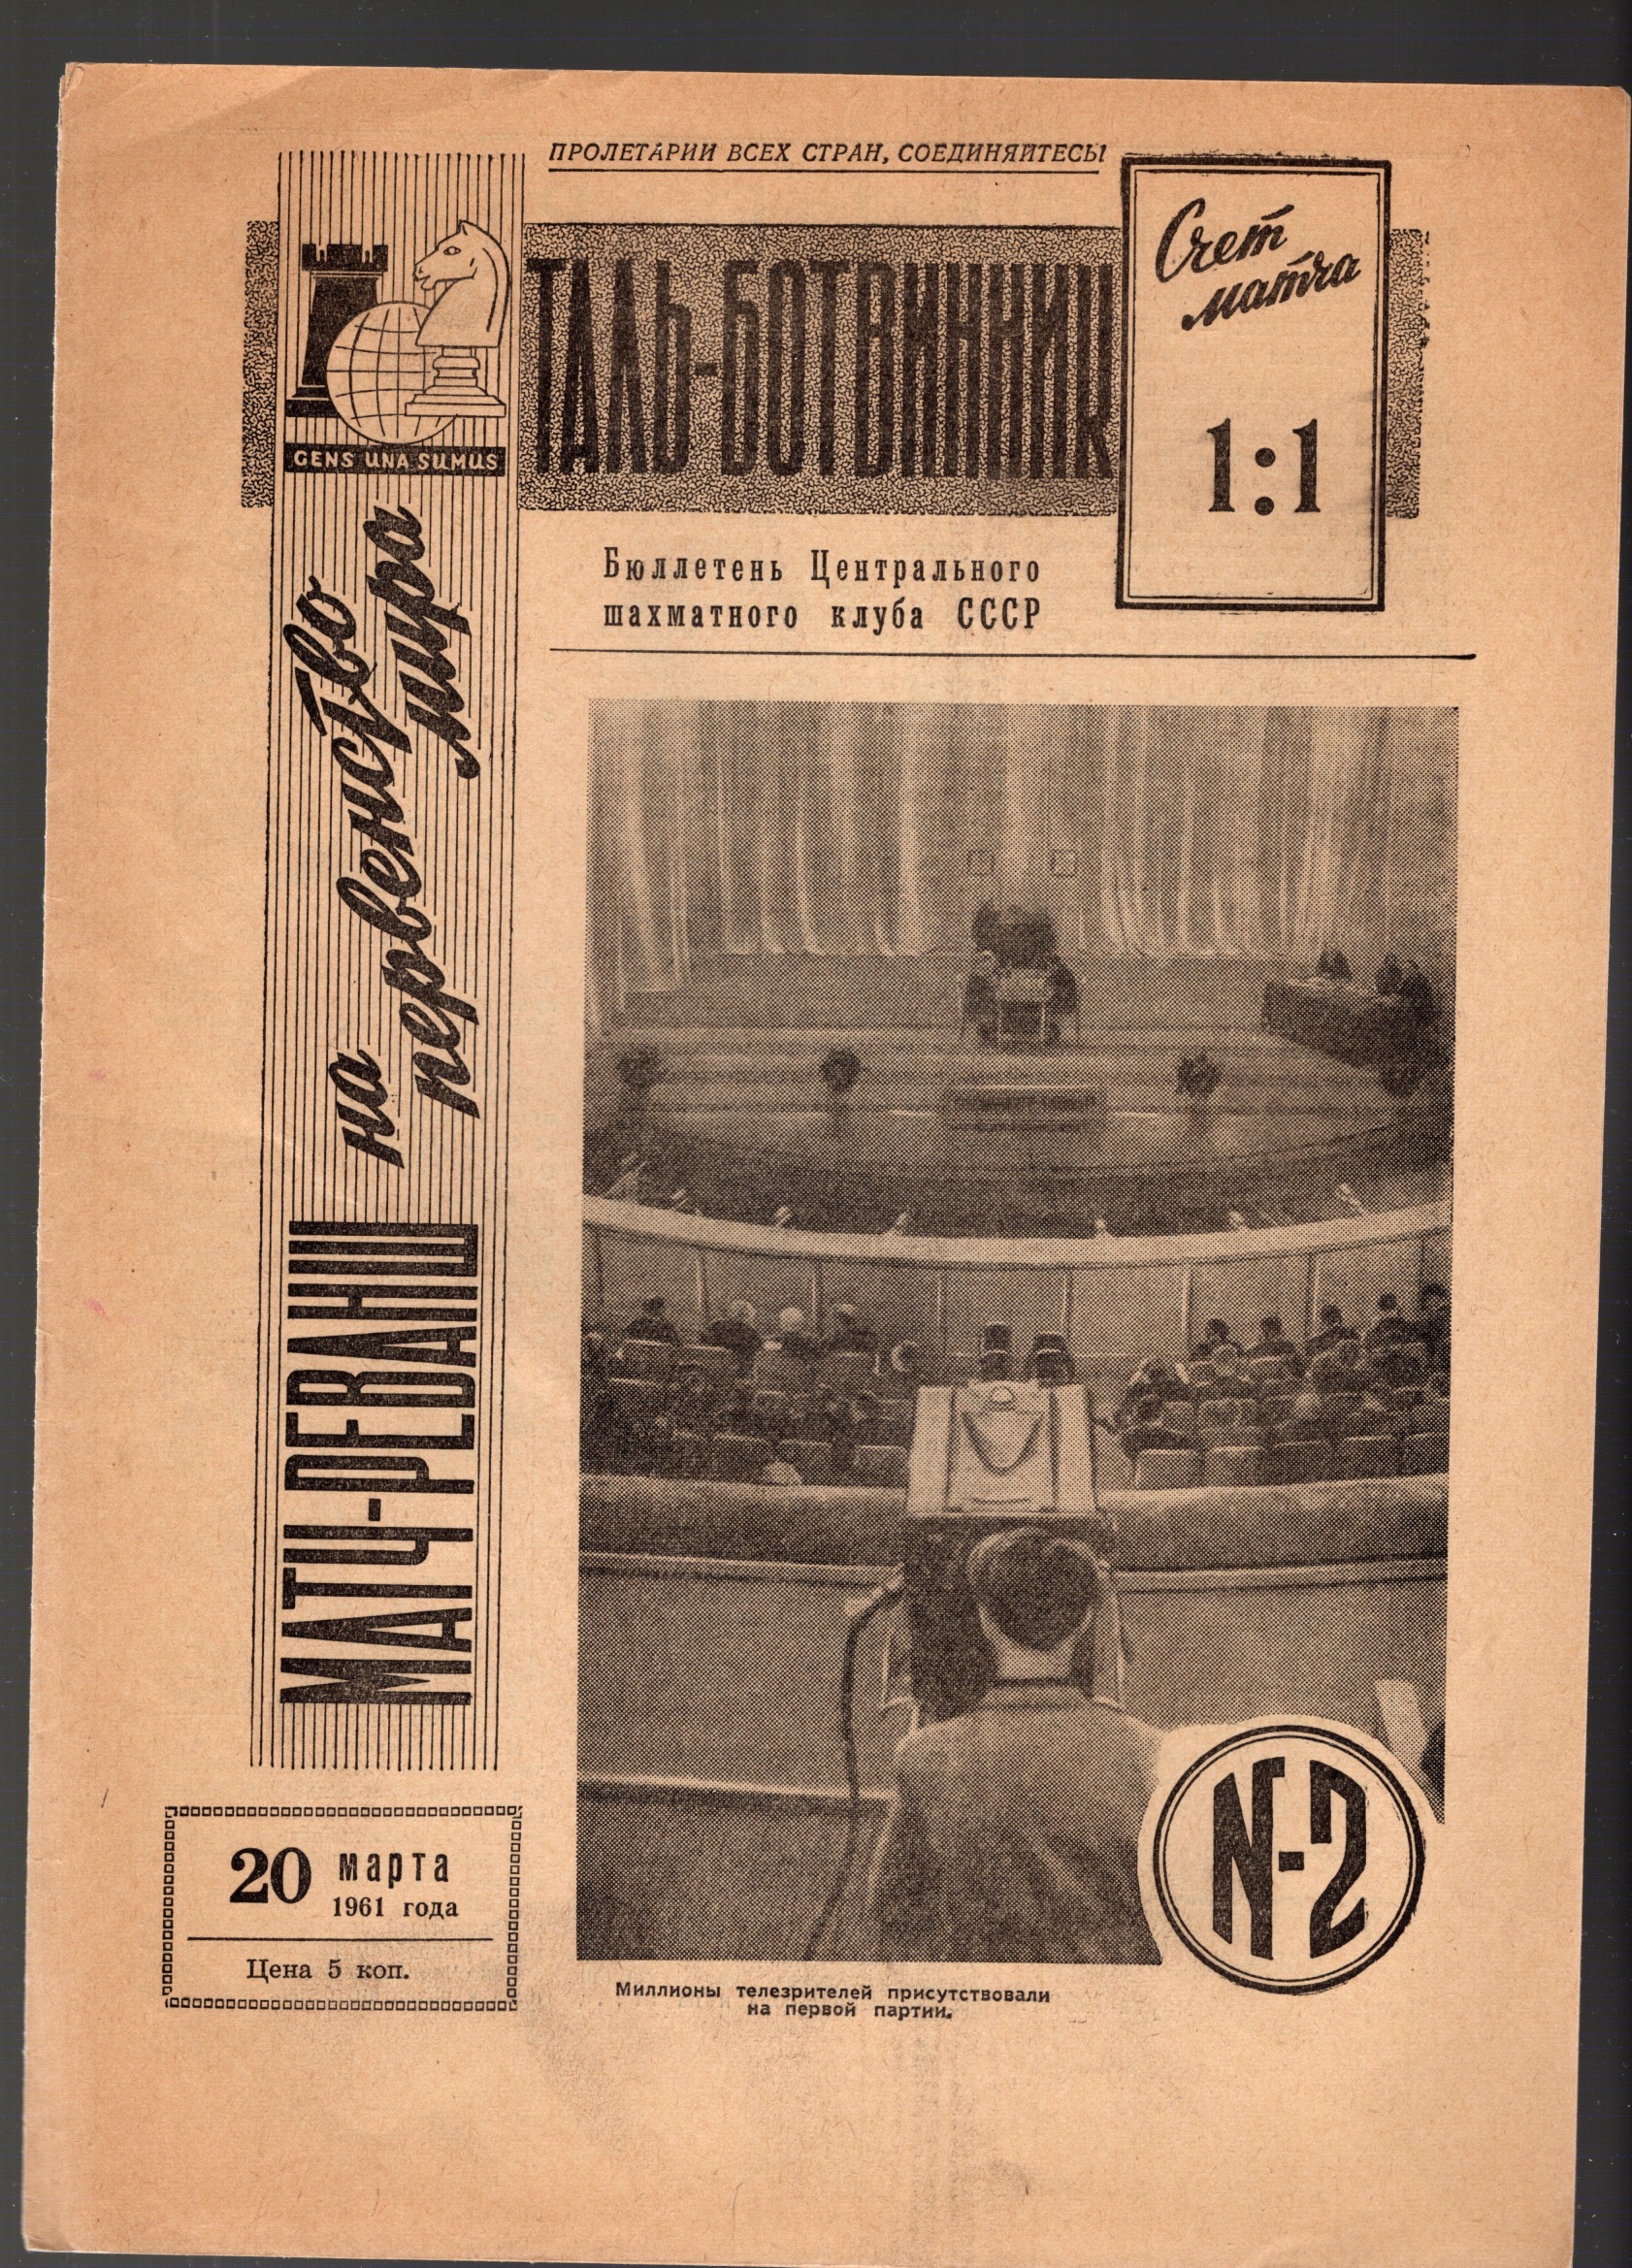 ПРОЛЕТАРИИ ВСЕХ СТРАН, СОЕДИНЯЙТЕСЬ!
ТАЛЬ-БОТВИННИК
Счет
матча
1:1
GENS UNA SUMUS
Бюллетень Центрального
шахматного клуба СССР
МАТЧ-РЕВАНШ
на
первенство
мира
20 марта
1961 года
Цена 5 коп.
N-2
Миллионы телезрителей присутствовали
на первой партии.